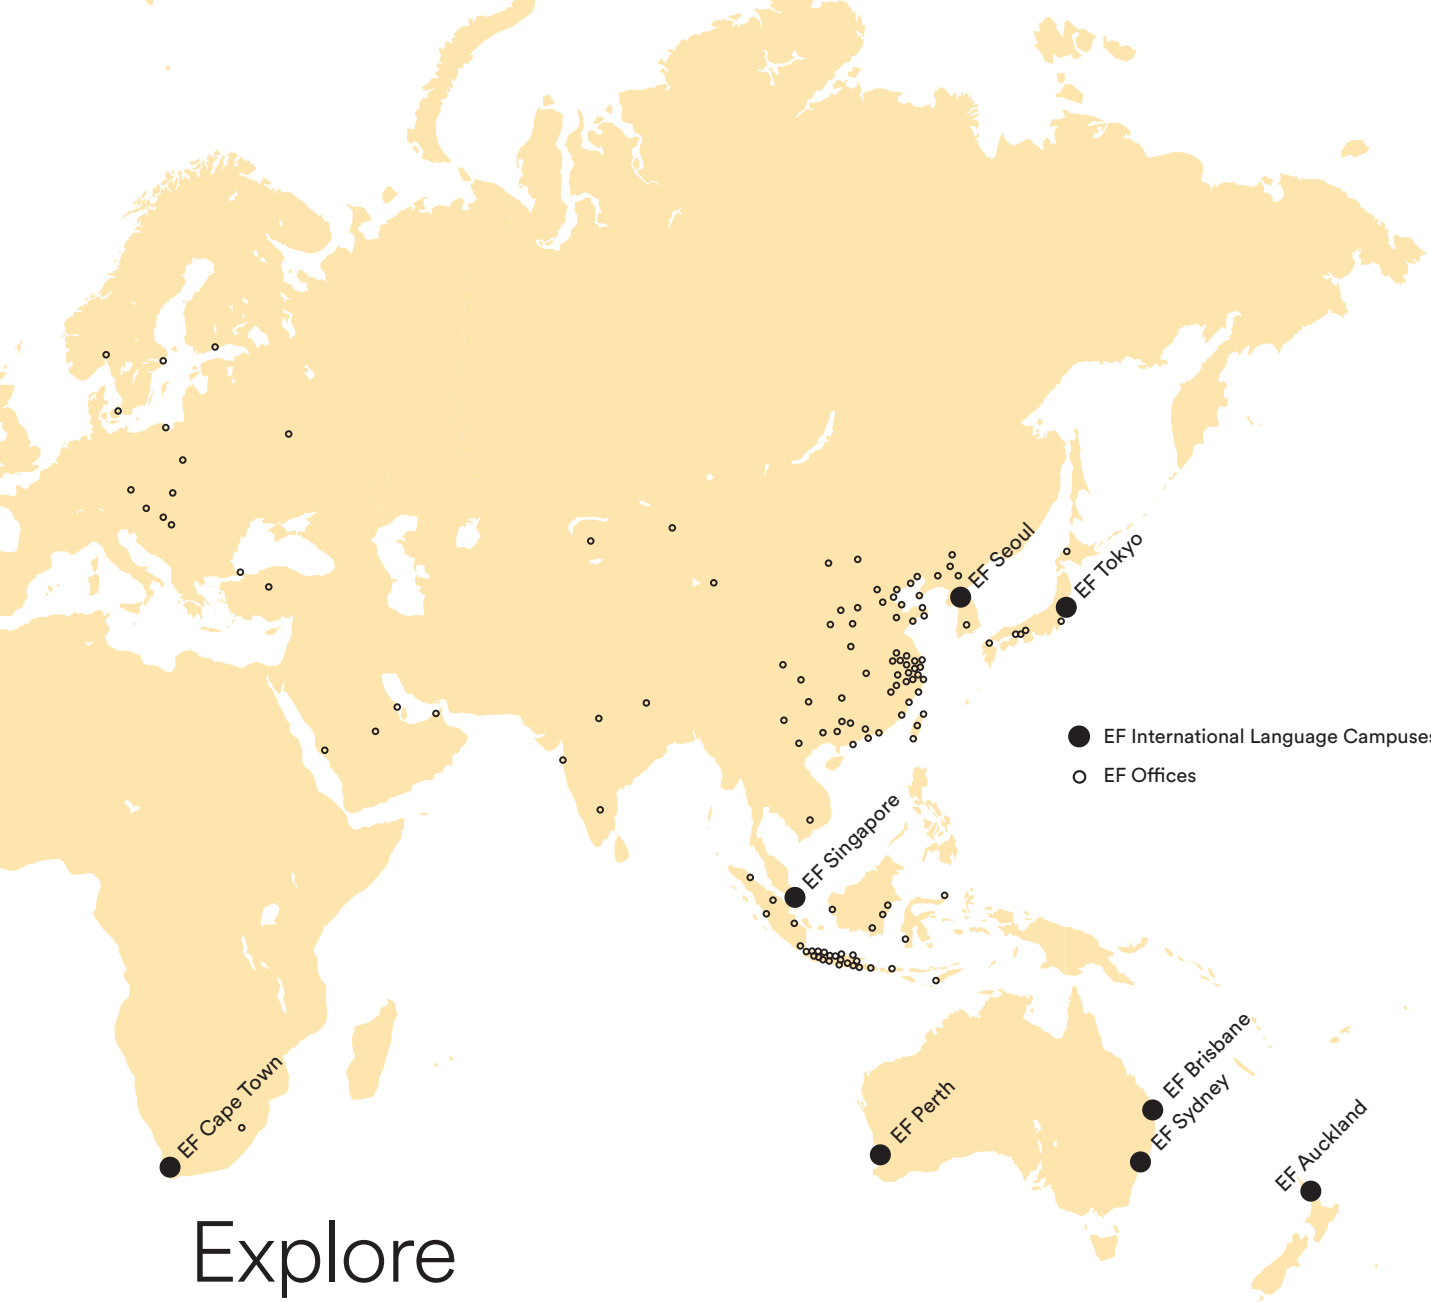 EF Seoul
EF Tokyo
EF International Language Campuses
EF Offices
EF Singapore
EF Brisbane
EF Sydney
EF Perth
EF Cape Town
EF Auckland
Explore